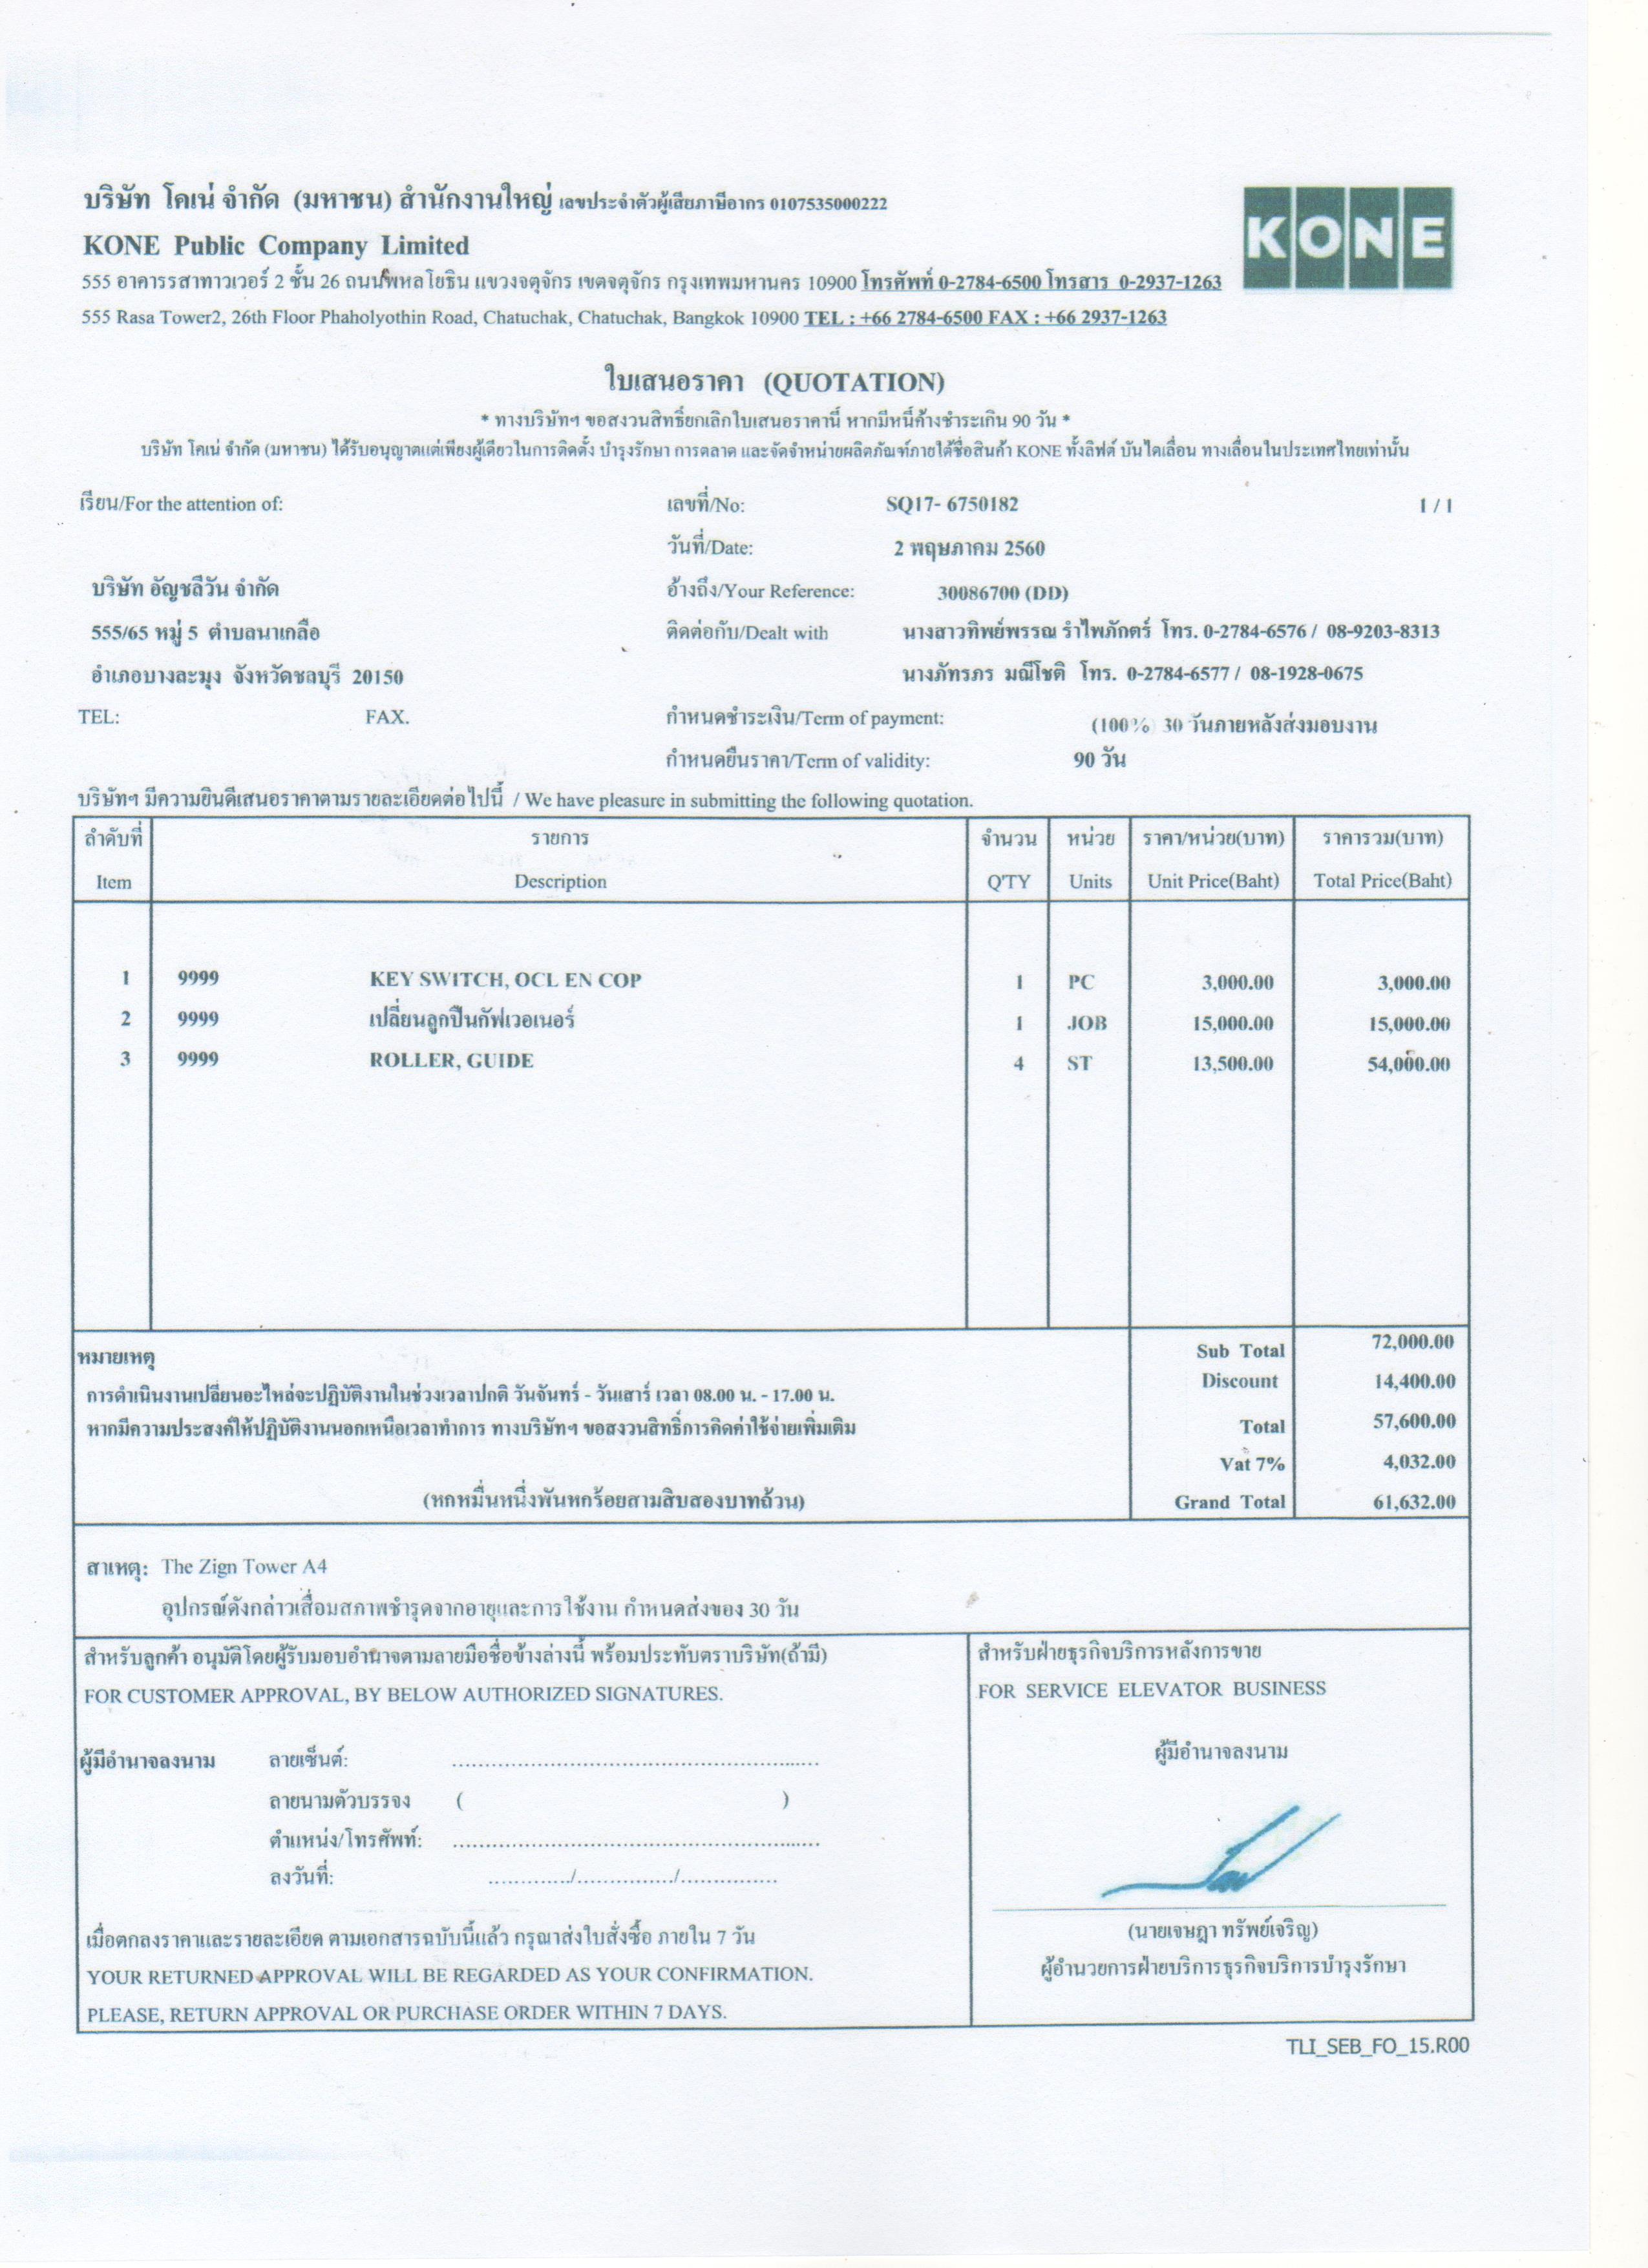 บริษัท โคเน่ จำกัด (มหาชน) สำนักงานใหญ่ เลขประจำตัวผู้เสียภาษีอากร 0107535000222
KONE
KONE Public Company Limited
555 อาคารรสาทาวเวอร์ 2 ชั้น 26 ถนนพหลโยธิน แขวงจตุจักร เขตจตุจักร กรุงเทพมหานคร 10900 โทรศัพท์ 0-2784-6500 โทรสาร 0-2937-1263
555 Rasa Tower2, 26th Floor Phaholyothin Road, Chatuchak, Chatuchak, Bangkok 10900 TEL : +66 2784-6500 FAX : +66 2937-1263
ใบเสนอราคา (QUOTATION)
* ทางบริษัทฯ ขอสงวนสิทธิ์ยกเลิกใบเสนอราคานี้ หากมีหนี้ค้างชำระเกิน 90 วัน *
บริษัท โคเน่ จำกัด (มหาชน) ได้รับอนุญาตแต่เพียงผู้เดียวในการติดตั้ง บำรุงรักษา การตลาด และจัดจำหน่ายผลิตภัณฑ์ภายใต้ชื่อสินค้า KONE ทั้งลิฟต์ บันไดเลื่อน ทางเลื่อนในประเทศไทยเท่านั้น
เรียน/For the attention of: เลขที่/No: SQ17- 6750182 1 / 1
วันที่/Date: 2 พฤษภาคม 2560
บริษัท อัญชลีวัน จำกัด อ้างถึง/Your Reference: 30086700 (DD)
555/65 หมู่ 5 ตำบลนาเกลือ ติดต่อกับ/Dealt with นางสาวทิพย์พรรณ รำไพภักตร์ โทร. 0-2784-6576 / 08-9203-8313
อำเภอบางละมุง จังหวัดชลบุรี 20150 นางภัทรภร มณีโชติ โทร. 0-2784-6577 / 08-1928-0675
TEL: FAX. กำหนดชำระเงิน/Term of payment: (100%) 30 วันภายหลังส่งมอบงาน
กำหนดยืนราคา/Term of validity: 90 วัน
บริษัทฯ มีความยินดีเสนอราคาตามรายละเอียดต่อไปนี้ / We have pleasure in submitting the following quotation.
ลำดับที่ รายการ จำนวน หน่วย ราคา/หน่วย(บาท) ราคารวม(บาท)
Item Description Q'TY Units Unit Price(Baht) Total Price(Baht)
1 9999 KEY SWITCH, OCL EN COP 1 PC 3,000.00 3,000.00
2 9999 เปลี่ยนลูกปืนกัฟเวอเนอร์ 1 JOB 15,000.00 15,000.00
3 9999 ROLLER, GUIDE 4 ST 13,500.00 54,000.00
หมายเหตุ Sub Total 72,000.00
การดำเนินงานเปลี่ยนอะไหล่จะปฏิบัติงานในช่วงเวลาปกติ วันจันทร์ - วันเสาร์ เวลา 08.00 น. - 17.00 น. Discount 14,400.00
หากมีความประสงค์ให้ปฏิบัติงานนอกเหนือเวลาทำการ ทางบริษัทฯ ขอสงวนสิทธิ์การคิดค่าใช้จ่ายเพิ่มเติม Total 57,600.00
Vat 7% 4,032.00
(หกหมื่นหนึ่งพันหกร้อยสามสิบสองบาทถ้วน) Grand Total 61,632.00
สาเหตุ: The Zign Tower A4
อุปกรณ์ดังกล่าวเสื่อมสภาพชำรุดจากอายุและการใช้งาน กำหนดส่งของ 30 วัน
สำหรับลูกค้า อนุมัติโดยผู้รับมอบอำนาจตามลายมือชื่อข้างล่างนี้ พร้อมประทับตราบริษัท(ถ้ามี)
FOR CUSTOMER APPROVAL, BY BELOW AUTHORIZED SIGNATURES.
ผู้มีอำนาจลงนาม ลายเซ็นต์: ..........................................................
ลายนามตัวบรรจง ( )
ตำแหน่ง/โทรศัพท์: ..........................................................
ลงวันที่: ............./.............../...............
เมื่อตกลงราคาและรายละเอียด ตามเอกสารฉบับนี้แล้ว กรุณาส่งใบสั่งซื้อ ภายใน 7 วัน
YOUR RETURNED APPROVAL WILL BE REGARDED AS YOUR CONFIRMATION.
PLEASE, RETURN APPROVAL OR PURCHASE ORDER WITHIN 7 DAYS.
สำหรับฝ่ายธุรกิจบริการหลังการขาย
FOR SERVICE ELEVATOR BUSINESS
ผู้มีอำนาจลงนาม
(นายเจษฎา ทรัพย์เจริญ)
ผู้อำนวยการฝ่ายบริการธุรกิจบริการบำรุงรักษา
TLI_SEB_FO_15.R00